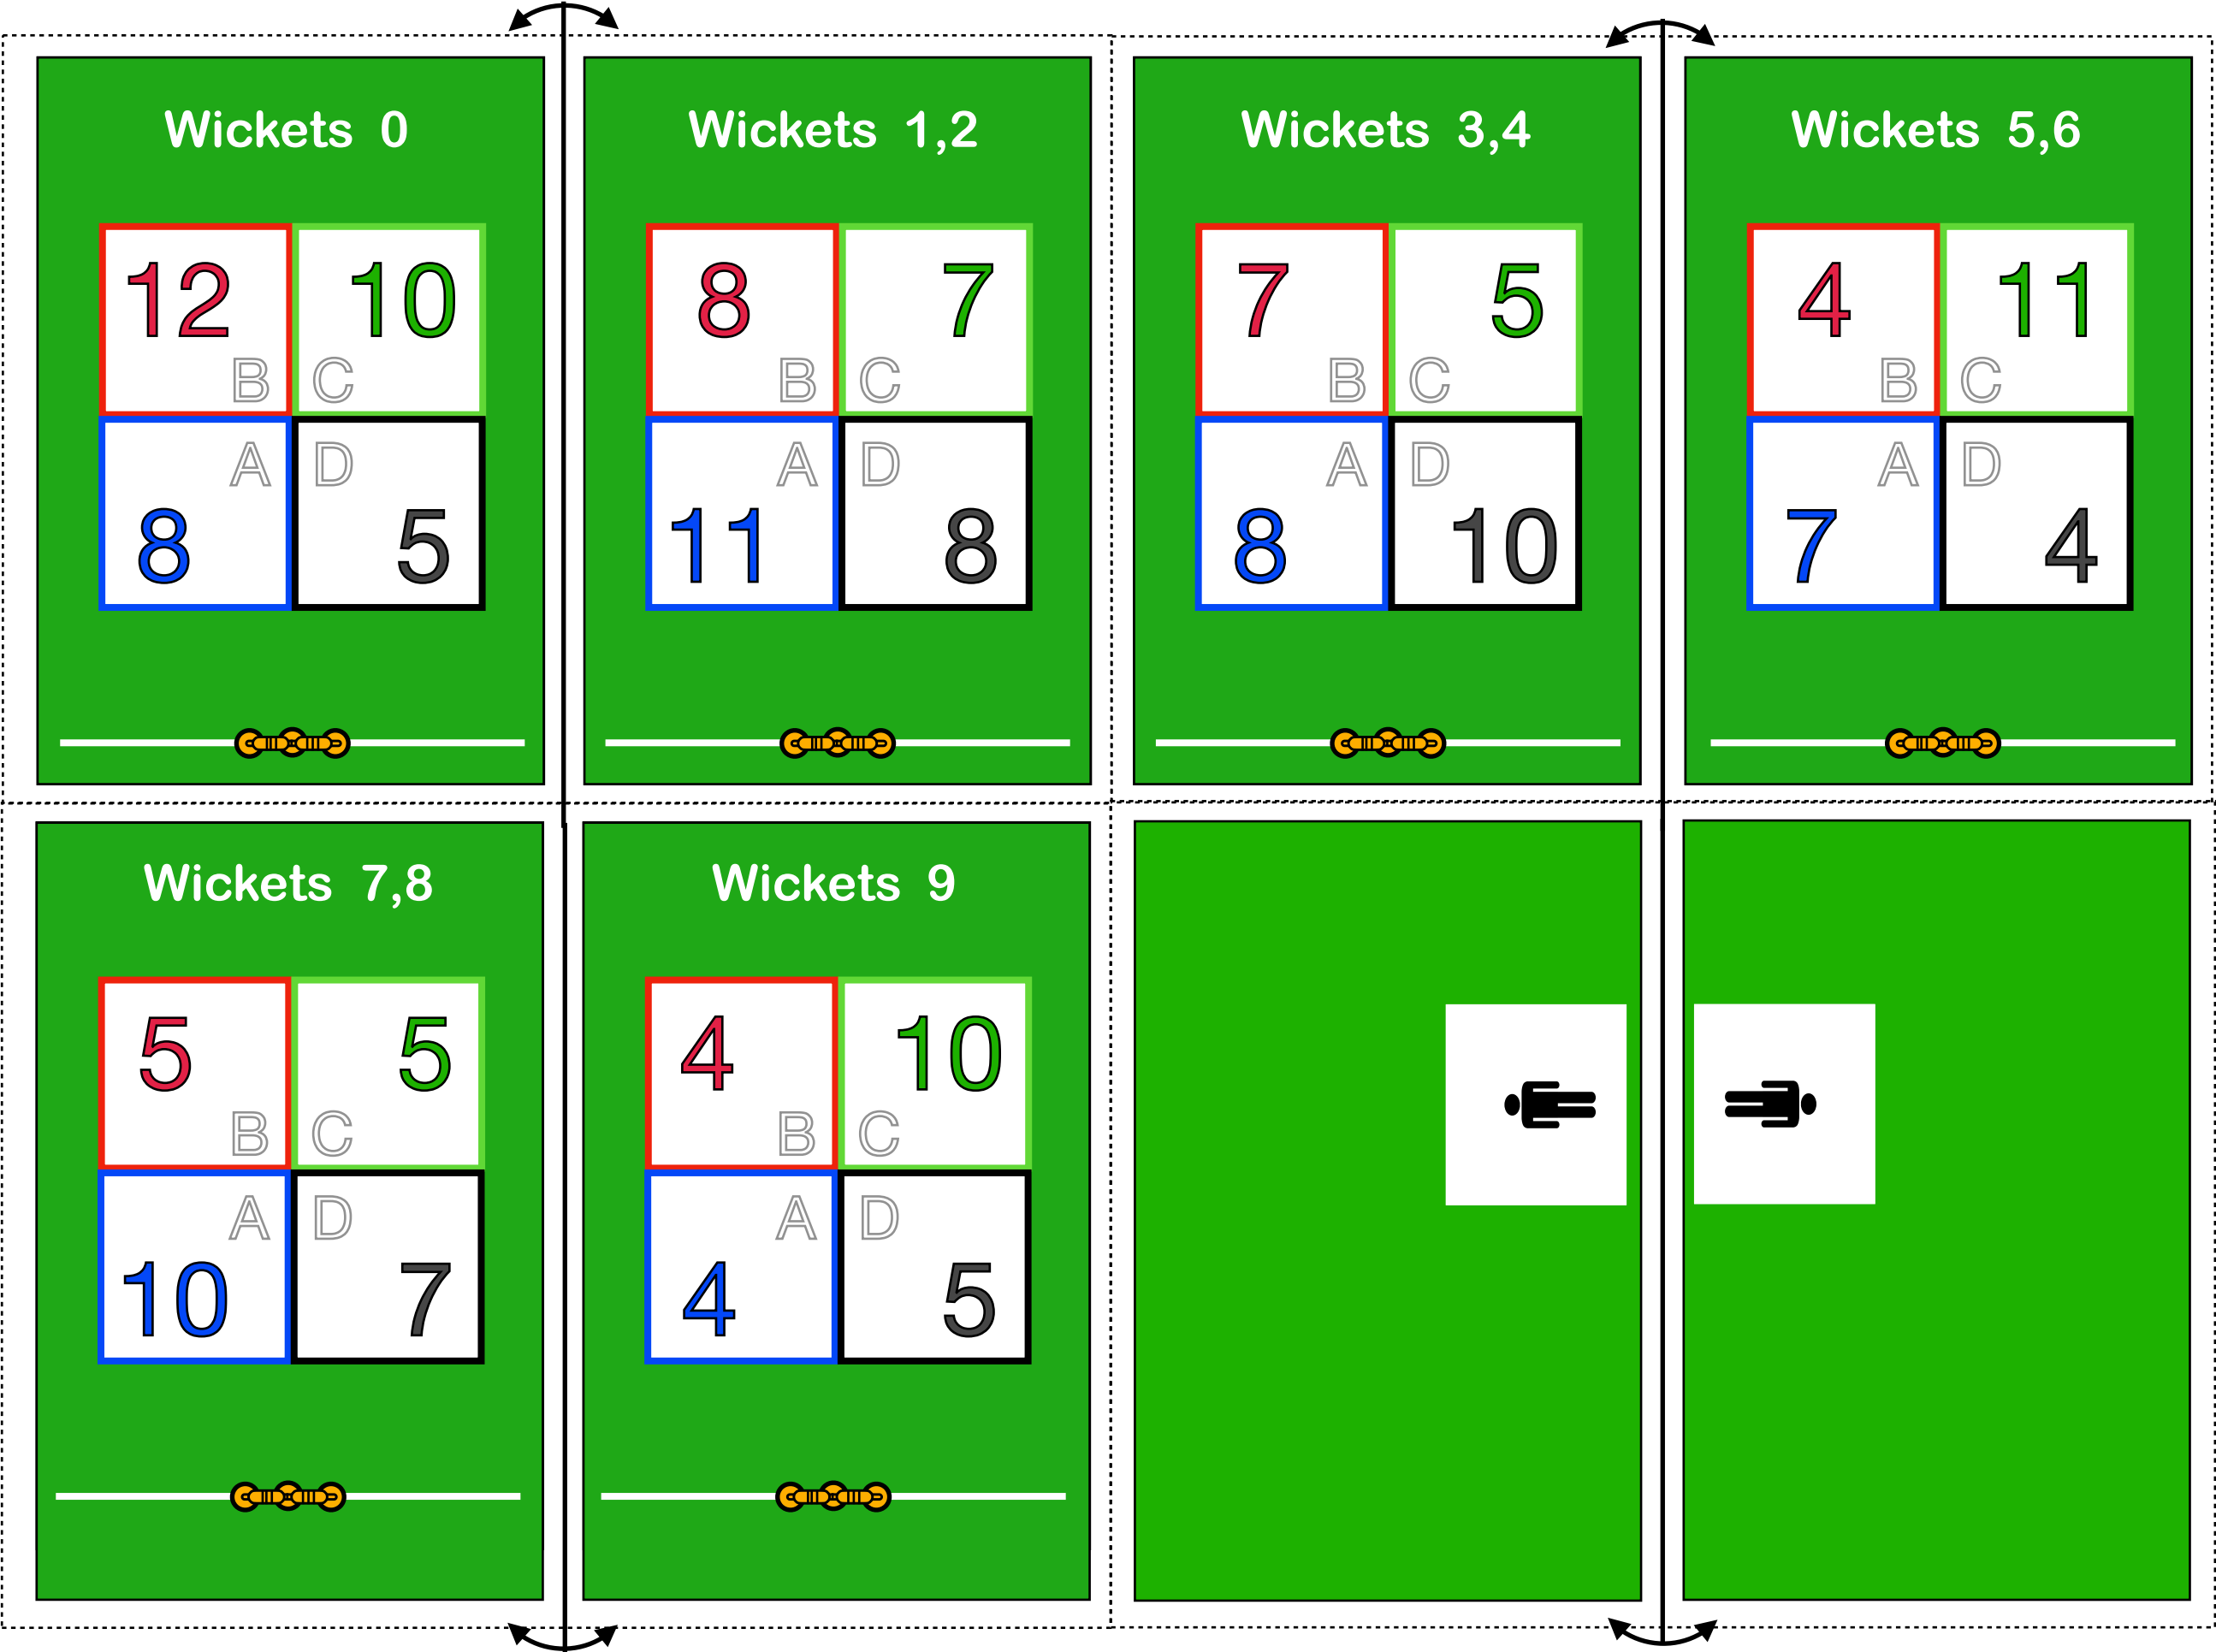 Wickets 0
12 10
B C
A D
8 5
Wickets 1,2
8 7
B C
A D
11 8
Wickets 3,4
7 5
B C
A D
8 10
Wickets 5,6
4 11
B C
A D
7 4
Wickets 7,8
5 5
B C
A D
10 7
Wickets 9
4 10
B C
A D
4 5